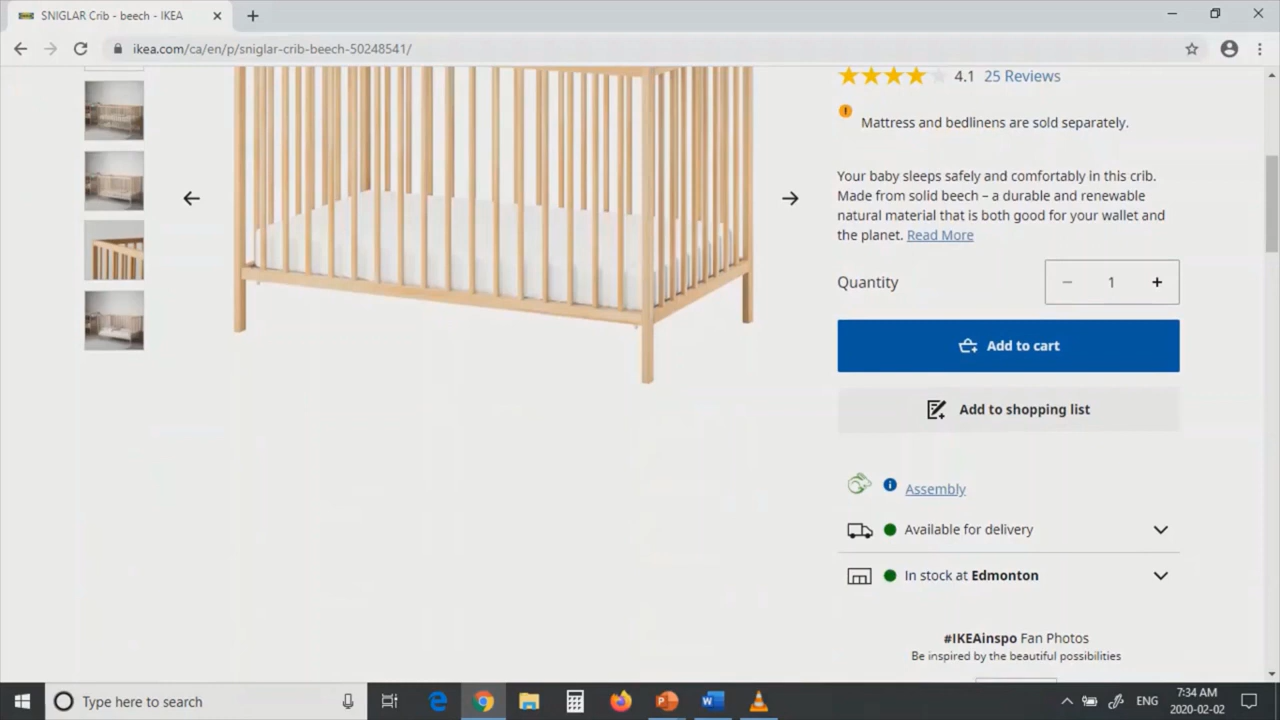 SNIGLAR Crib - beech - IKEA
ikea.com/ca/en/p/sniglar-crib-beech-50248541/
4.1 25 Reviews
Mattress and bedlinens are sold separately.
Your baby sleeps safely and comfortably in this crib.
Made from solid beech – a durable and renewable
natural material that is both good for your wallet and
the planet. Read More
Quantity
1
Add to cart
Add to shopping list
Assembly
Available for delivery
In stock at Edmonton
#IKEAinspo Fan Photos
Be inspired by the beautiful possibilities
Type here to search
ENG
7:34 AM
2020-02-02